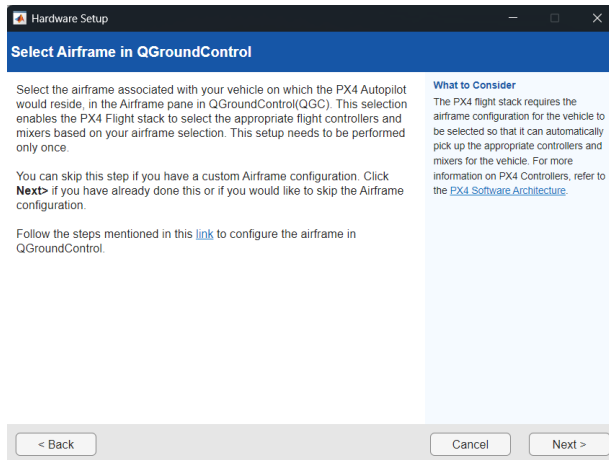 Hardware Setup
Select Airframe in QGroundControl
Select the airframe associated with your vehicle on which the PX4 Autopilot
would reside, in the Airframe pane in QGroundControl(QGC). This selection
enables the PX4 Flight stack to select the appropriate flight controllers and
mixers based on your airframe selection. This setup needs to be performed
only once.
You can skip this step if you have a custom Airframe configuration. Click
Next> if you have already done this or if you would like to skip the Airframe
configuration.
Follow the steps mentioned in this link to configure the airframe in
QGroundControl.
What to Consider
The PX4 flight stack requires the
airframe configuration for the vehicle to
be selected so that it can automatically
pick up the appropriate controllers and
mixers for the vehicle. For more
information on PX4 Controllers, refer to
the PX4 Software Architecture.
< Back
Cancel
Next >